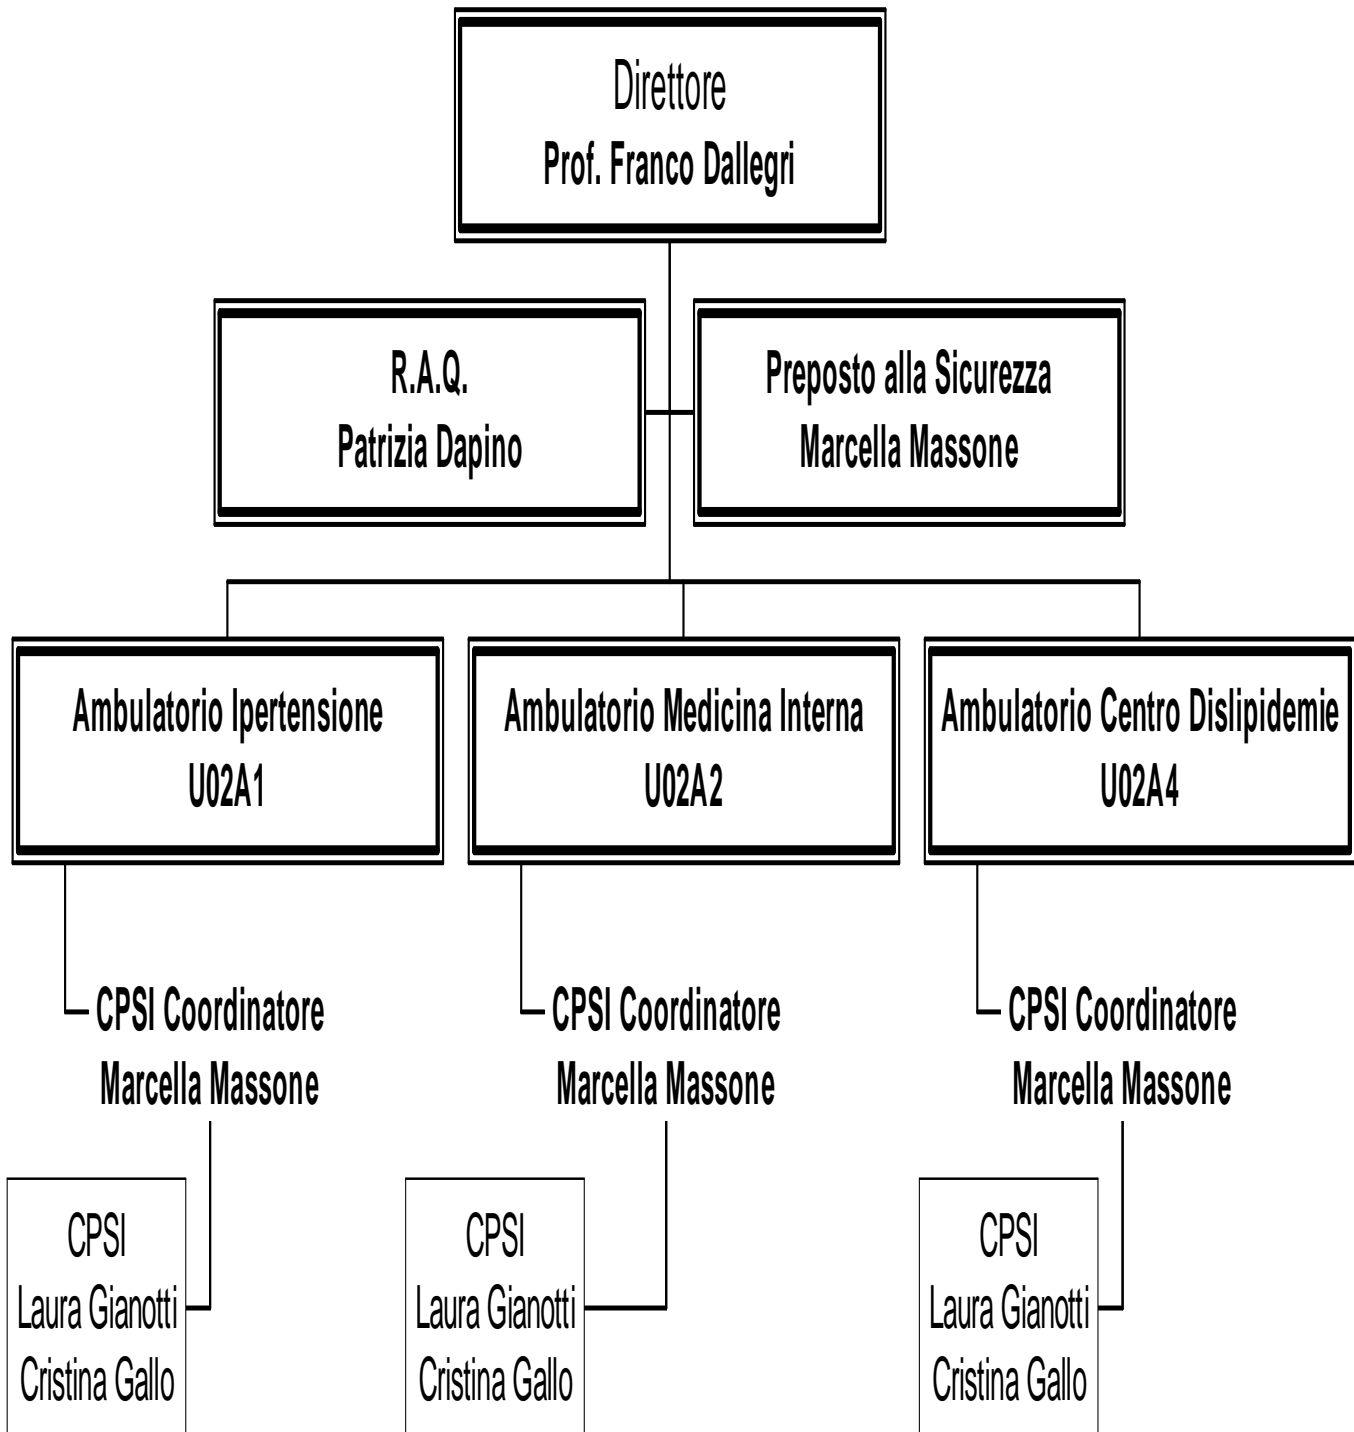 Direttore
Prof. Franco Dallegri
R.A.Q.
Patrizia Dapino
Preposto alla Sicurezza
Marcella Massone
Ambulatorio Ipertensione
U02A1
Ambulatorio Medicina Interna
U02A2
Ambulatorio Centro Dislipidemie
U02A4
CPSI Coordinatore
Marcella Massone
CPSI Coordinatore
Marcella Massone
CPSI Coordinatore
Marcella Massone
CPSI
Laura Gianotti
Cristina Gallo
CPSI
Laura Gianotti
Cristina Gallo
CPSI
Laura Gianotti
Cristina Gallo